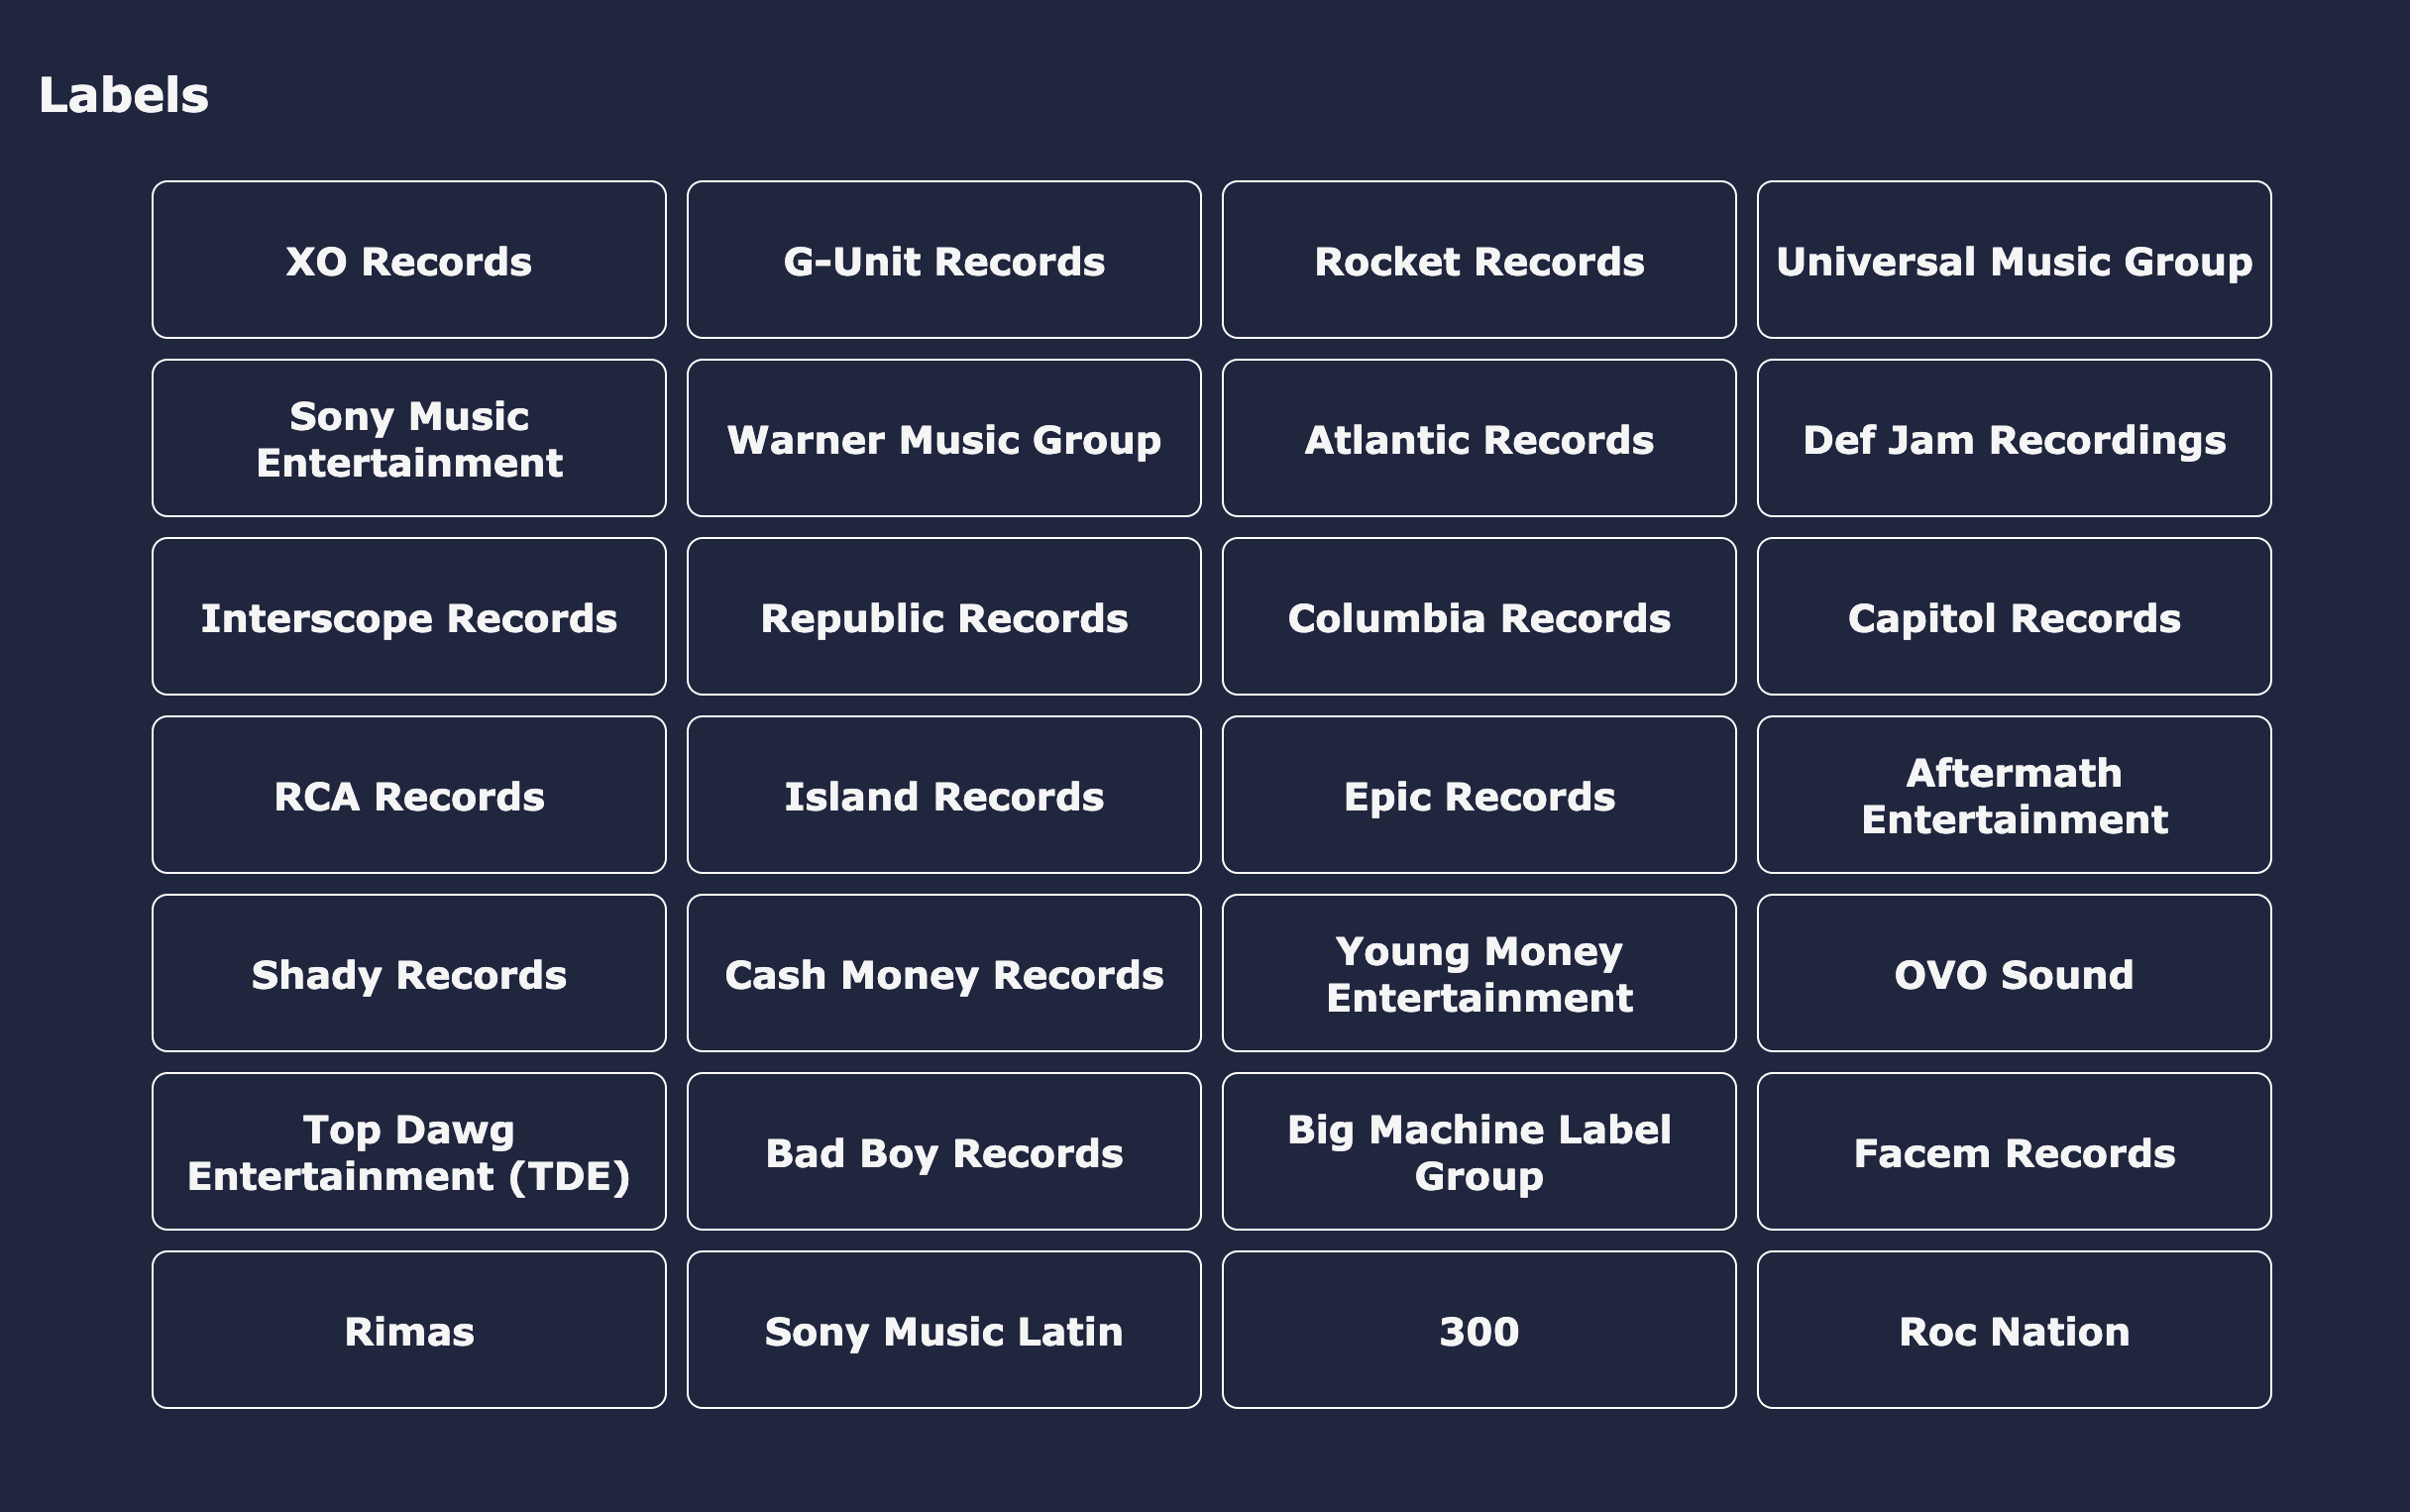 Labels
XO Records
G-Unit Records
Rocket Records
Universal Music Group
Sony Music
Entertainment
Warner Music Group
Atlantic Records
Def Jam Recordings
Interscope Records
Republic Records
Columbia Records
Capitol Records
RCA Records
Island Records
Epic Records
Aftermath
Entertainment
Shady Records
Cash Money Records
Young Money
Entertainment
OVO Sound
Top Dawg
Entertainment (TDE)
Bad Boy Records
Big Machine Label
Group
Facem Records
Rimas
Sony Music Latin
300
Roc Nation